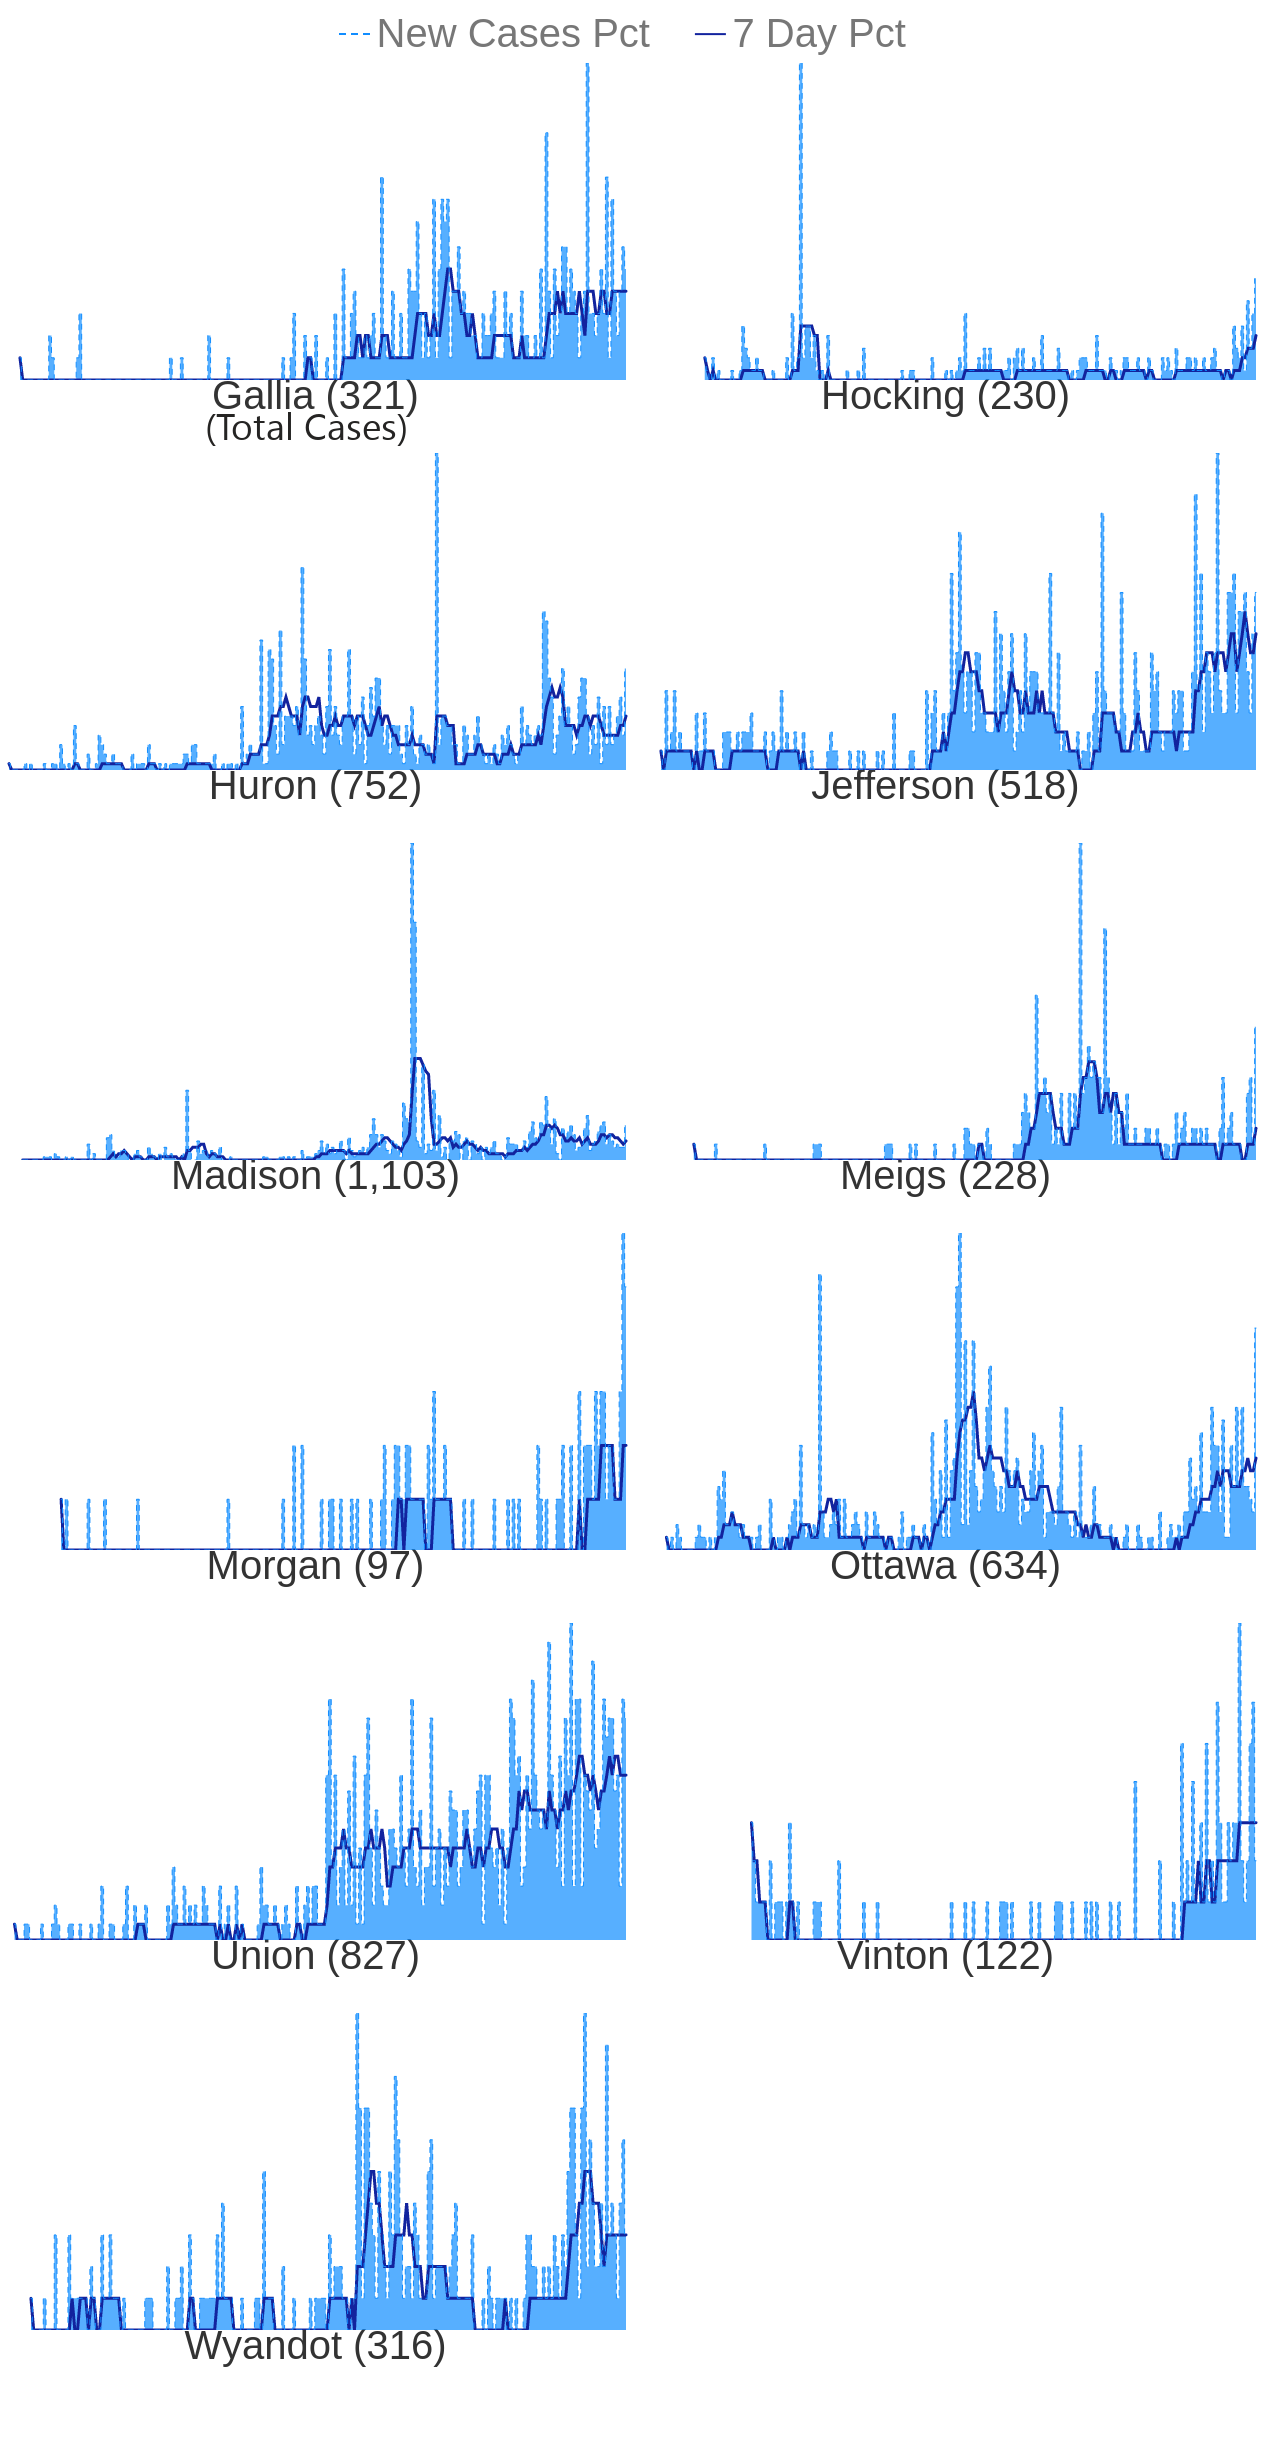 New Cases Pct 7 Day Pct
Gallia (321) Hocking (230)
(Total Cases)
Huron (752) Jefferson (518)
Madison (1,103) Meigs (228)
Morgan (97) Ottawa (634)
Union (827) Vinton (122)
Wyandot (316)